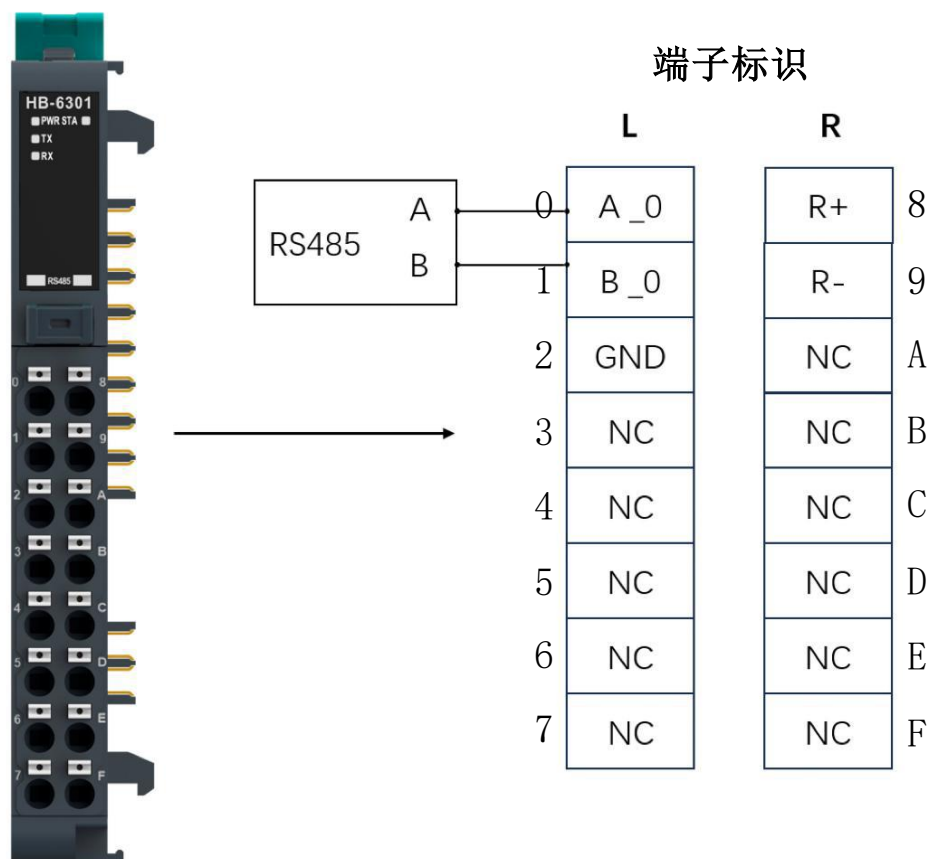 端子标识
HB-6301
PWR STA
TX
RX
RS485
0 8
1 9
2 A
3 B
4 C
5 D
6 E
7 F
RS485
A
B
L R
0 A_0 R+ 8
1 B_0 R- 9
2 GND NC A
3 NC NC B
4 NC NC C
5 NC NC D
6 NC NC E
7 NC NC F